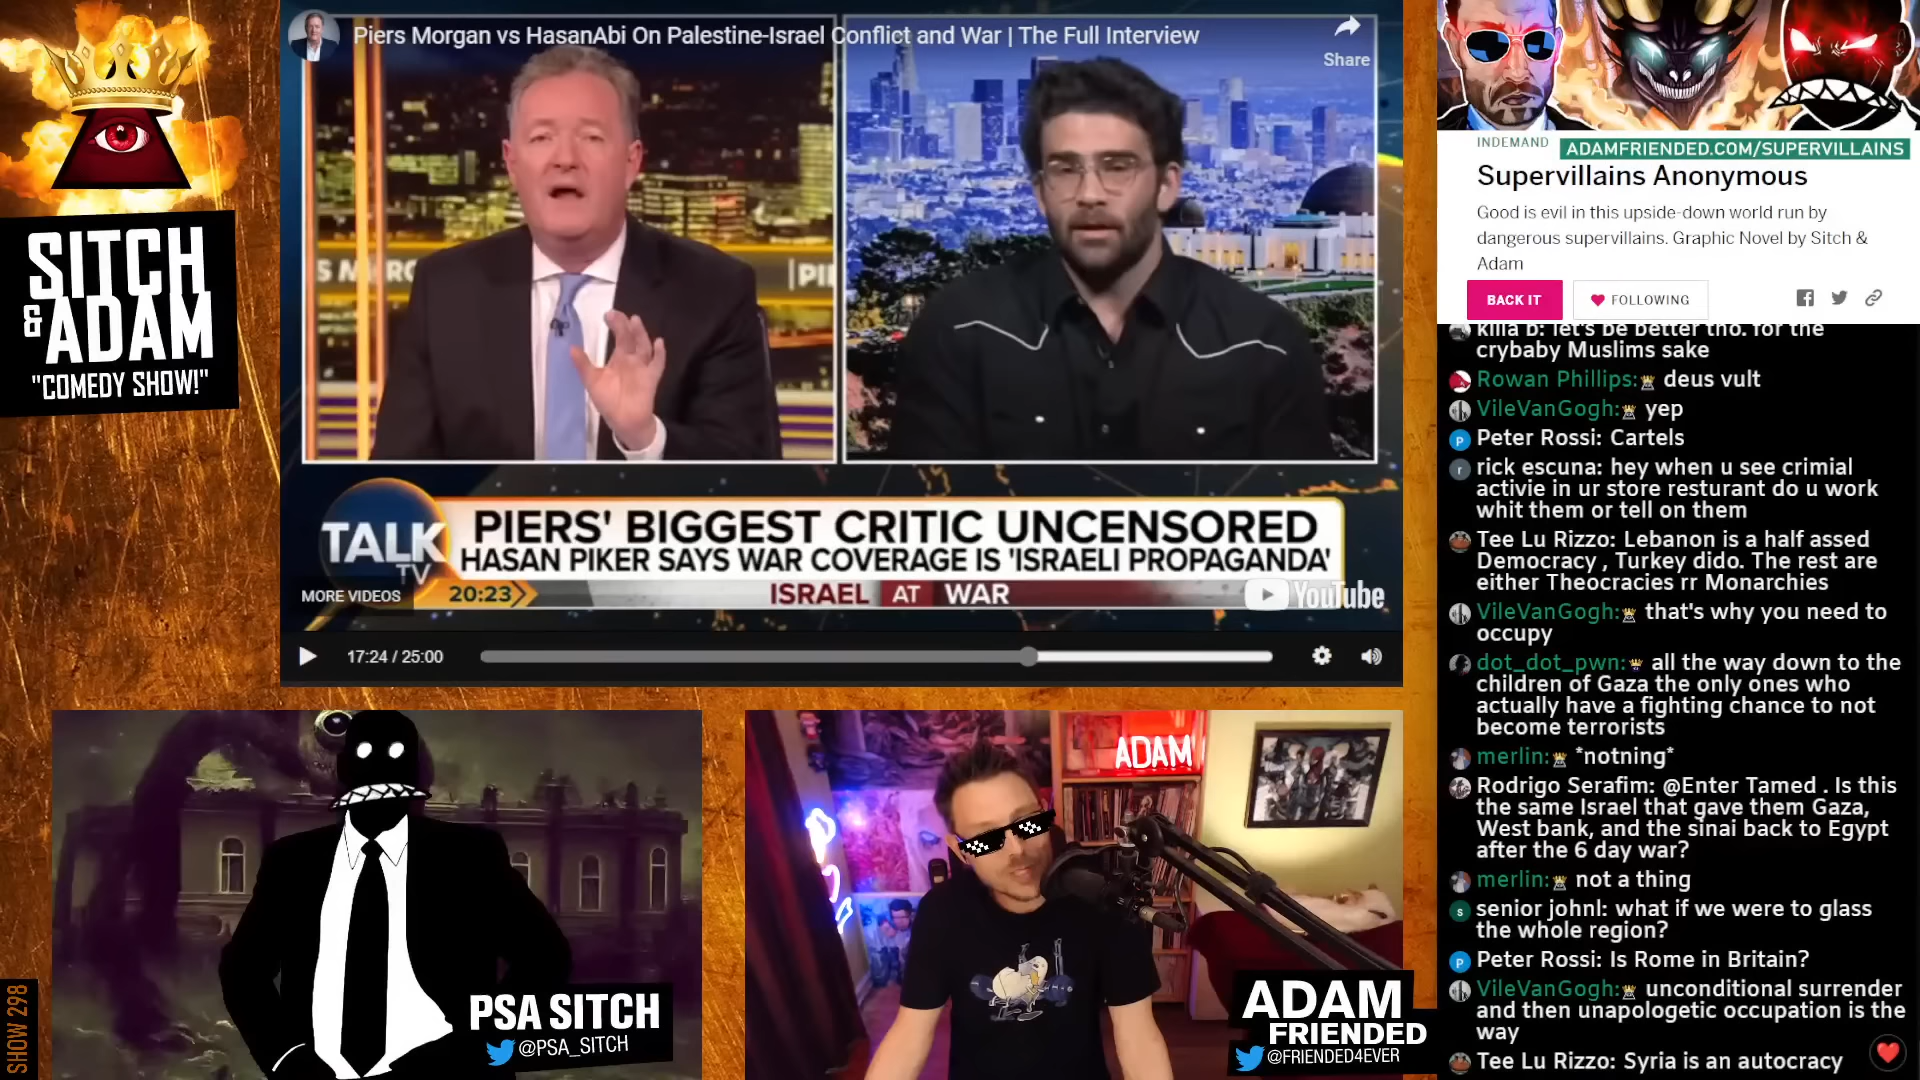 Piers Morgan vs HasanAbi On Palestine-Israel Conflict and War | The Full Interview
Share
S M
|PI
PIERS' BIGGEST CRITIC UNCENSORED
HASAN PIKER SAYS WAR COVERAGE IS 'ISRAELI PROPAGANDA'
TALK
TV
MORE VIDEOS
20:23
ISRAEL AT WAR
YouTube
17:24 / 25:00
SITCH
& ADAM
"COMEDY SHOW!"
SHOW 298
PSA SITCH
@PSA_SITCH
ADAM
ADAM
FRIENDED
@FRIENDED4EVER
INDEMAND
ADAMFRIENDED.COM/SUPERVILLAINS
Supervillains Anonymous
Good is evil in this upside-down world run by
dangerous supervillains. Graphic Novel by Sitch &
Adam
BACK IT
FOLLOWING
killa b: let's be better tho. for the
crybaby Muslims sake
Rowan Phillips: deus vult
VileVanGogh: yep
P
Peter Rossi: Cartels
r
rick escuna: hey when u see crimial
activie in ur store resturant do u work
whit them or tell on them
Tee Lu Rizzo: Lebanon is a half assed
Democracy , Turkey dido. The rest are
either Theocracies rr Monarchies
VileVanGogh: that's why you need to
occupy
dot_dot_pwn: all the way down to the
children of Gaza the only ones who
actually have a fighting chance to not
become terrorists
merlin: *notning*
Rodrigo Serafim: @Enter Tamed . Is this
the same Israel that gave them Gaza,
West bank, and the sinai back to Egypt
after the 6 day war?
merlin: not a thing
s
senior johnl: what if we were to glass
the whole region?
P
Peter Rossi: Is Rome in Britain?
VileVanGogh: unconditional surrender
and then unapologetic occupation is the
way
Tee Lu Rizzo: Syria is an autocracy